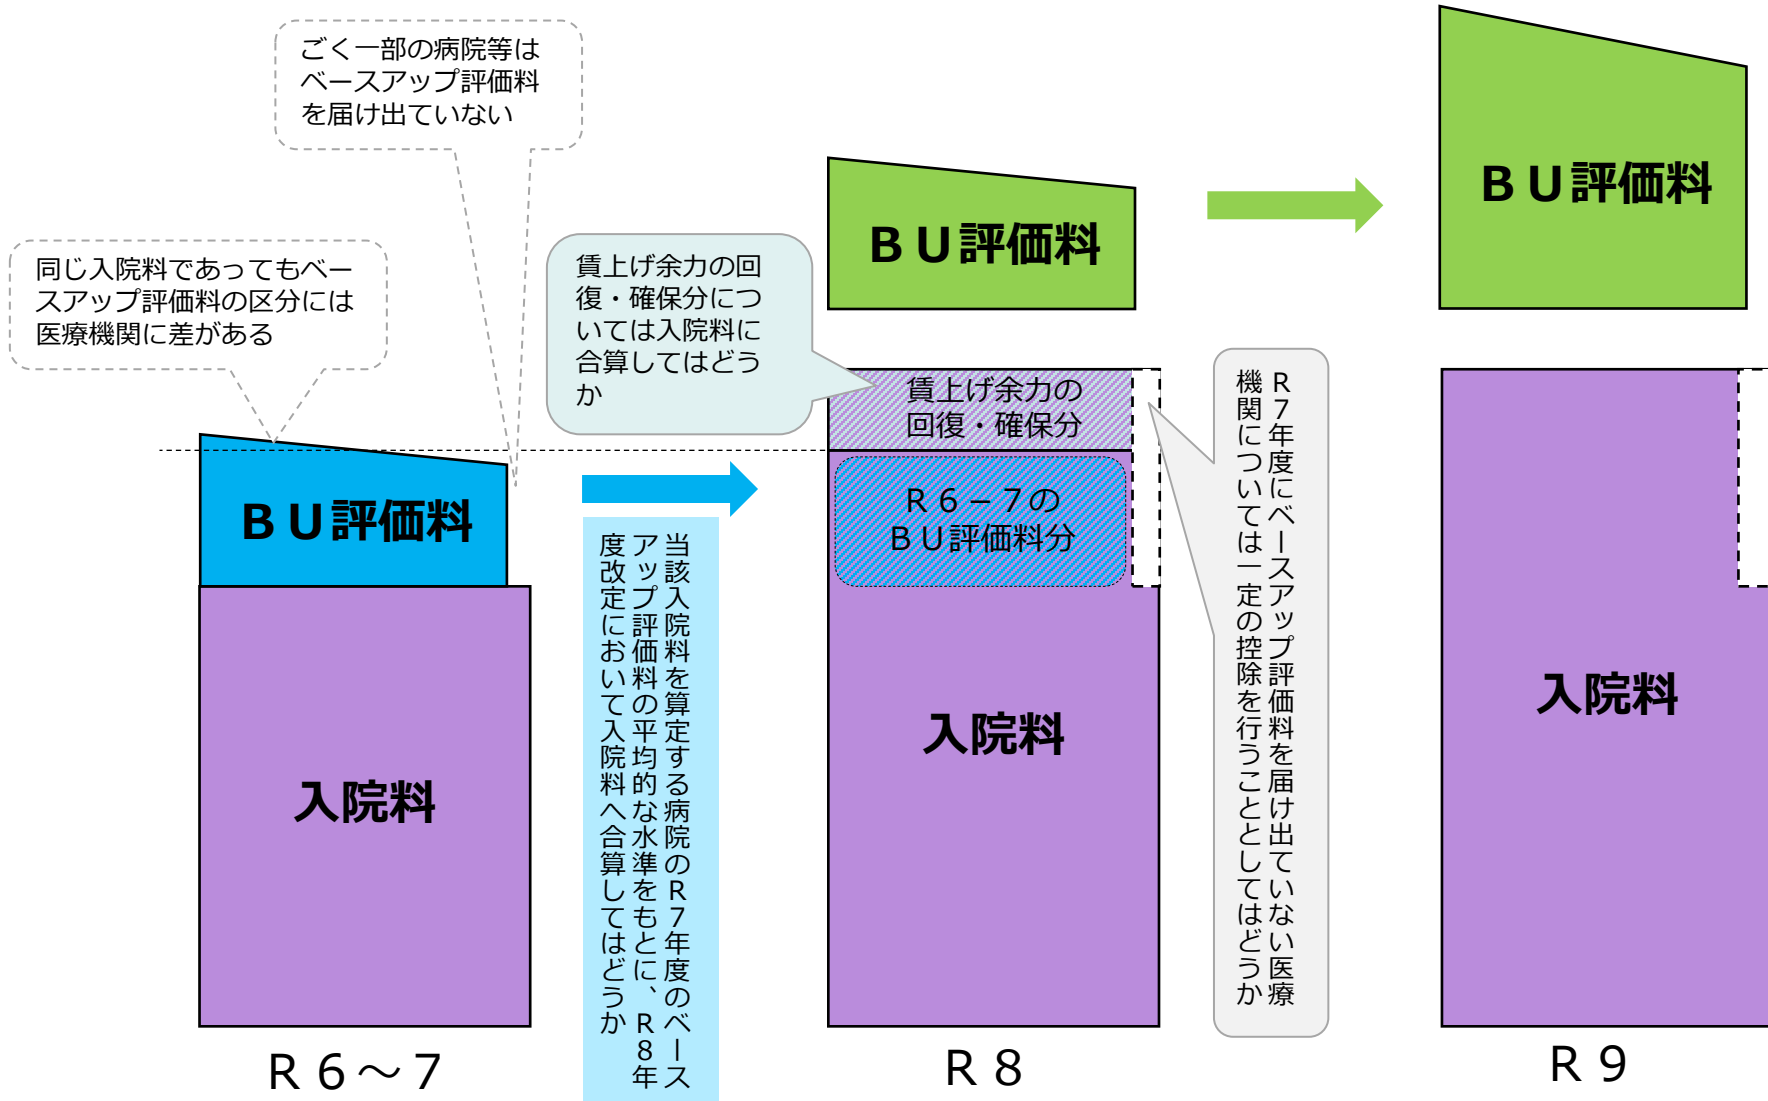 ごく一部の病院等は
ベースアップ評価料
を届け出ていない
同じ入院料であってもベー
スアップ評価料の区分には
医療機関に差がある
ＢＵ評価料
入院料
Ｒ６～７
当該入院料を算定する病院のＲ７年度のベース
アップ評価料の平均的な水準をもとに、Ｒ８年
度改定において入院料へ合算してはどうか
賃上げ余力の回
復・確保分につ
いては入院料に
合算してはどう
か
ＢＵ評価料
賃上げ余力の
回復・確保分
Ｒ６－７の
ＢＵ評価料分
入院料
Ｒ８
Ｒ７年度にベースアップ評価料を届け出ていない医療
機関については一定の控除を行うこととしてはどうか
ＢＵ評価料
入院料
Ｒ９